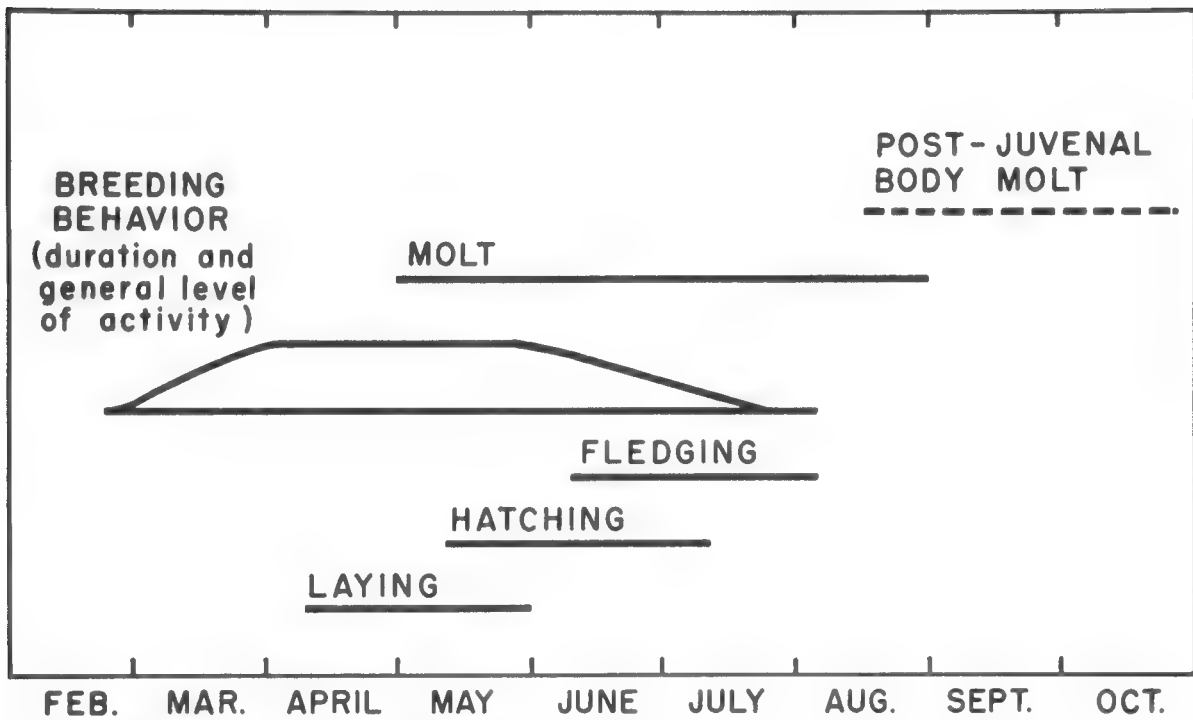 POST-JUVENAL
BODY MOLT
BREEDING
BEHAVIOR
(duration and
general level
of activity)
MOLT
FLEDGING
HATCHING
LAYING
FEB. MAR. APRIL MAY JUNE JULY AUG. SEPT. OCT.